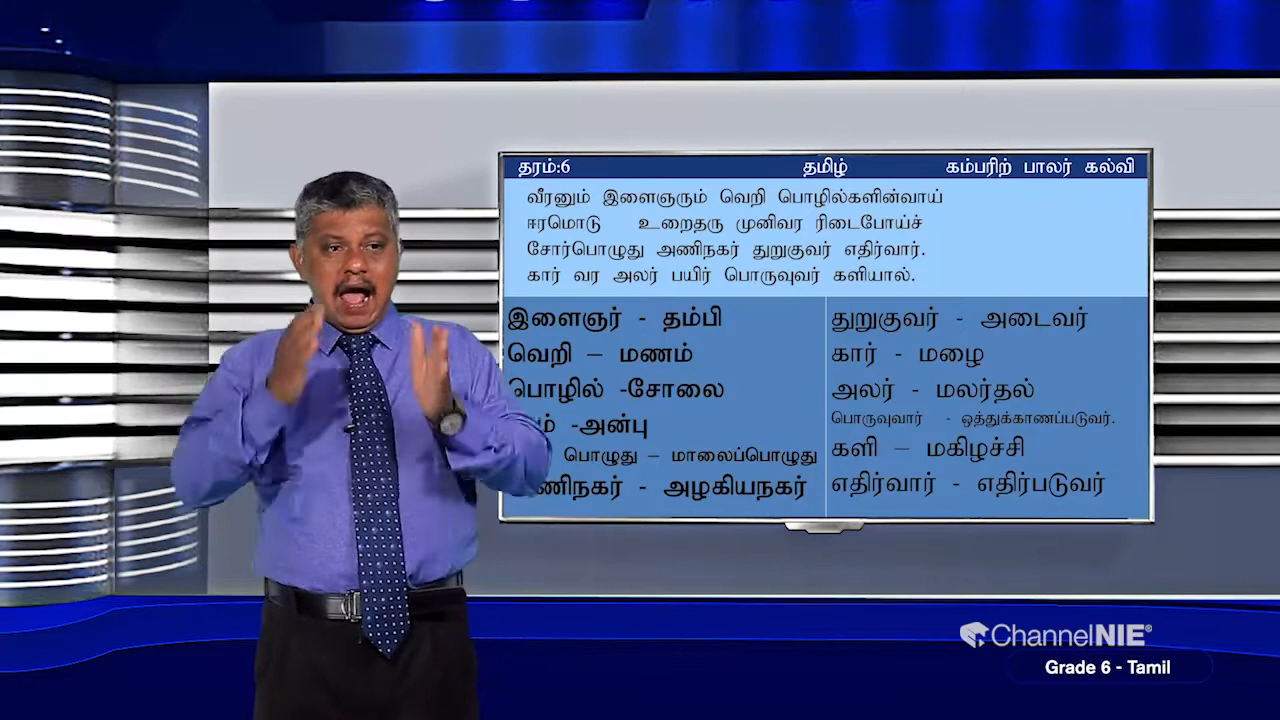 தரம்:6 தமிழ் கம்பரிற் பாலர் கல்வி
வீரனும் இளைஞரும் வெறி பொழில்களின்வாய்
ஈரமொடு உறைதரு முனிவர ரிடைபோய்ச்
சோர்பொழுது அணிநகர் துறுகுவர் எதிர்வார்.
கார் வர அலர் பயிர் பொருவுவர் களியால்.
இளைஞர் - தம்பி
வெறி – மணம்
பொழில் -சோலை
-அன்பு
பொழுது – மாலைப்பொழுது
- அழகியநகர்
துறுகுவர் - அடைவர்
கார் - மழை
அலர் - மலர்தல்
பொருவுவார் - ஒத்துக்காணப்படுவர்.
களி – மகிழச்சி
எதிர்வார் - எதிர்படுவர்
ChannelNIE®
Grade 6 - Tamil